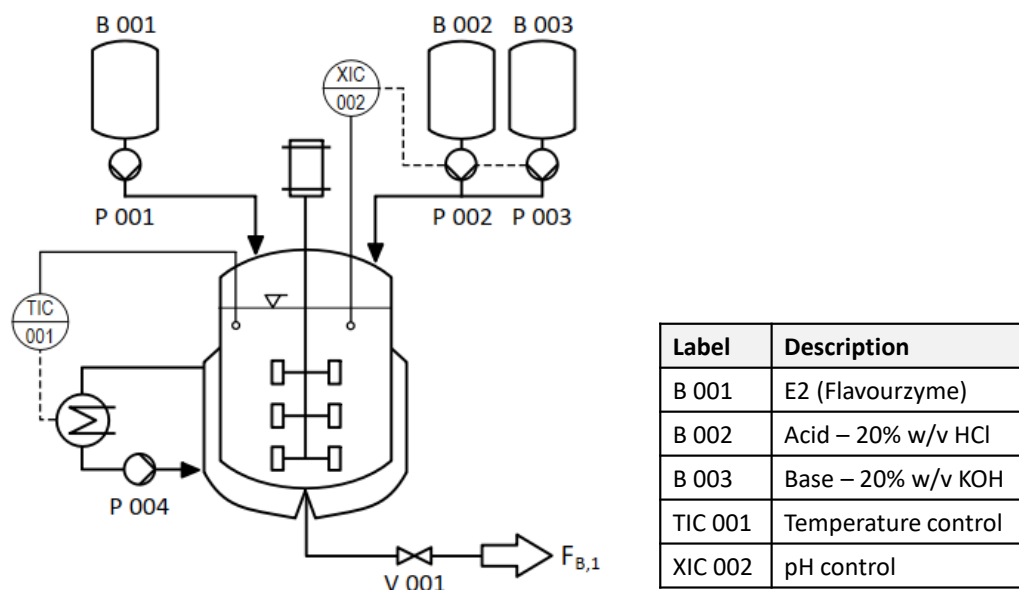 B 001
B 002
B 003
XIC
002
P 001
P 002
P 003
TIC
001
P 004
V 001
F_B,1
Label Description
B 001 E2 (Flavourzyme)
B 002 Acid – 20% w/v HCl
B 003 Base – 20% w/v KOH
TIC 001 Temperature control
XIC 002 pH control